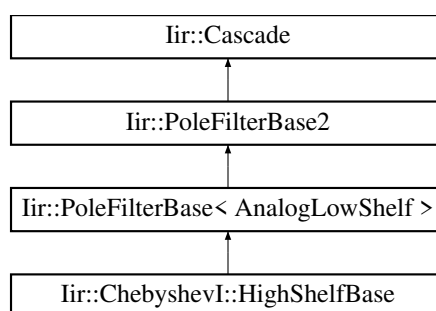 Iir::Cascade
Iir::PoleFilterBase2
Iir::PoleFilterBase< AnalogLowShelf >
Iir::ChebyshevI::HighShelfBase